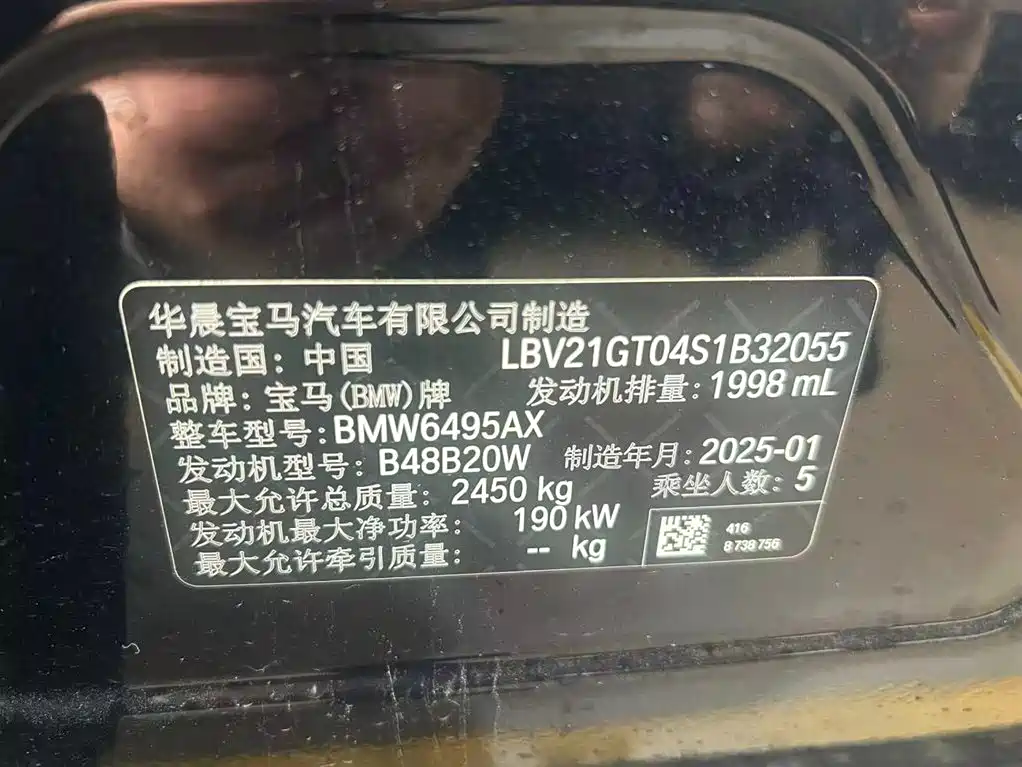 华晨宝马汽车有限公司制造
制造国：中国 LBV21GT04S1B32055
品牌：宝马(BMW)牌 发动机排量：1998 mL
整车型号：BMW6495AX
发动机型号：B48B20W 制造年月：2025-01
最大允许总质量：2450 kg 乘坐人数：5
发动机最大净功率：190 kW
最大允许牵引质量：-- kg
416
8 738 756